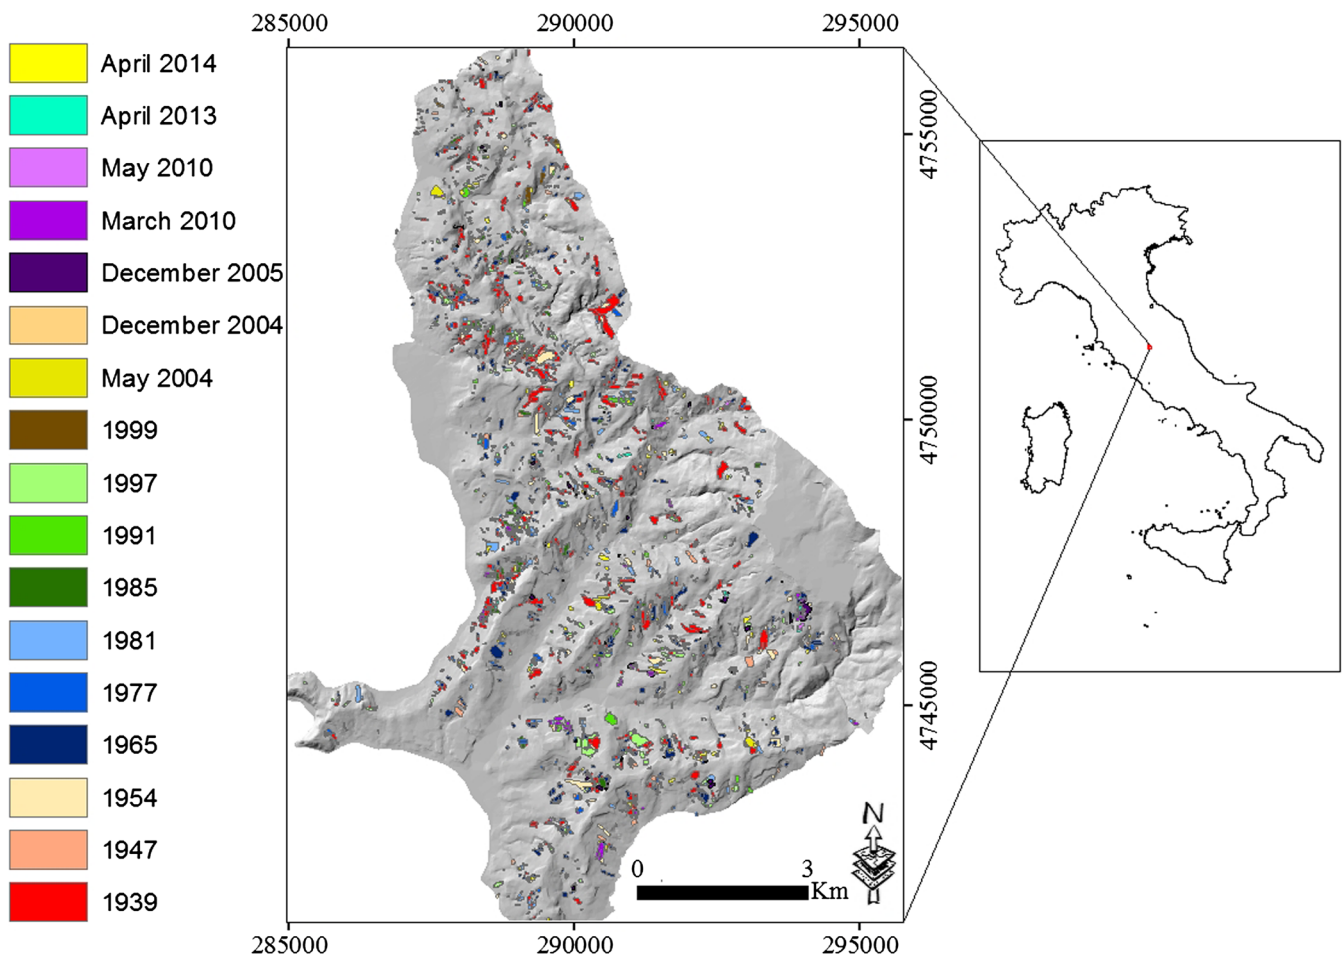 285000
290000
295000
April 2014
April 2013
May 2010
March 2010
December 2005
December 2004
May 2004
1999
1997
1991
1985
1981
1977
1965
1954
1947
1939
4755000
4750000
4745000
N
0 3
Km
285000
290000
295000